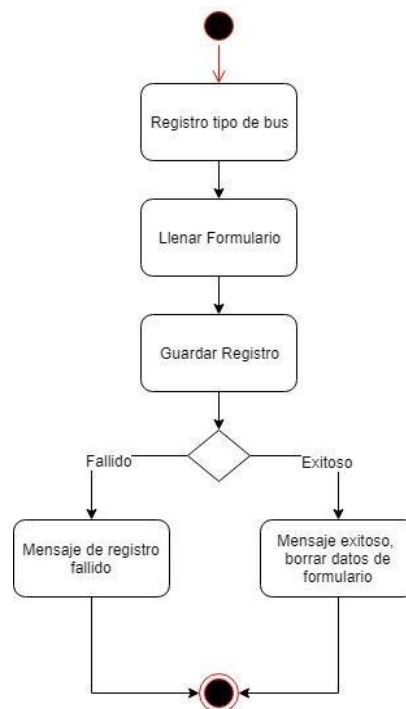 Registro tipo de bus
Llenar Formulario
Guardar Registro
Fallido
Exitoso
Mensaje de registro
fallido
Mensaje exitoso,
borrar datos de
formulario